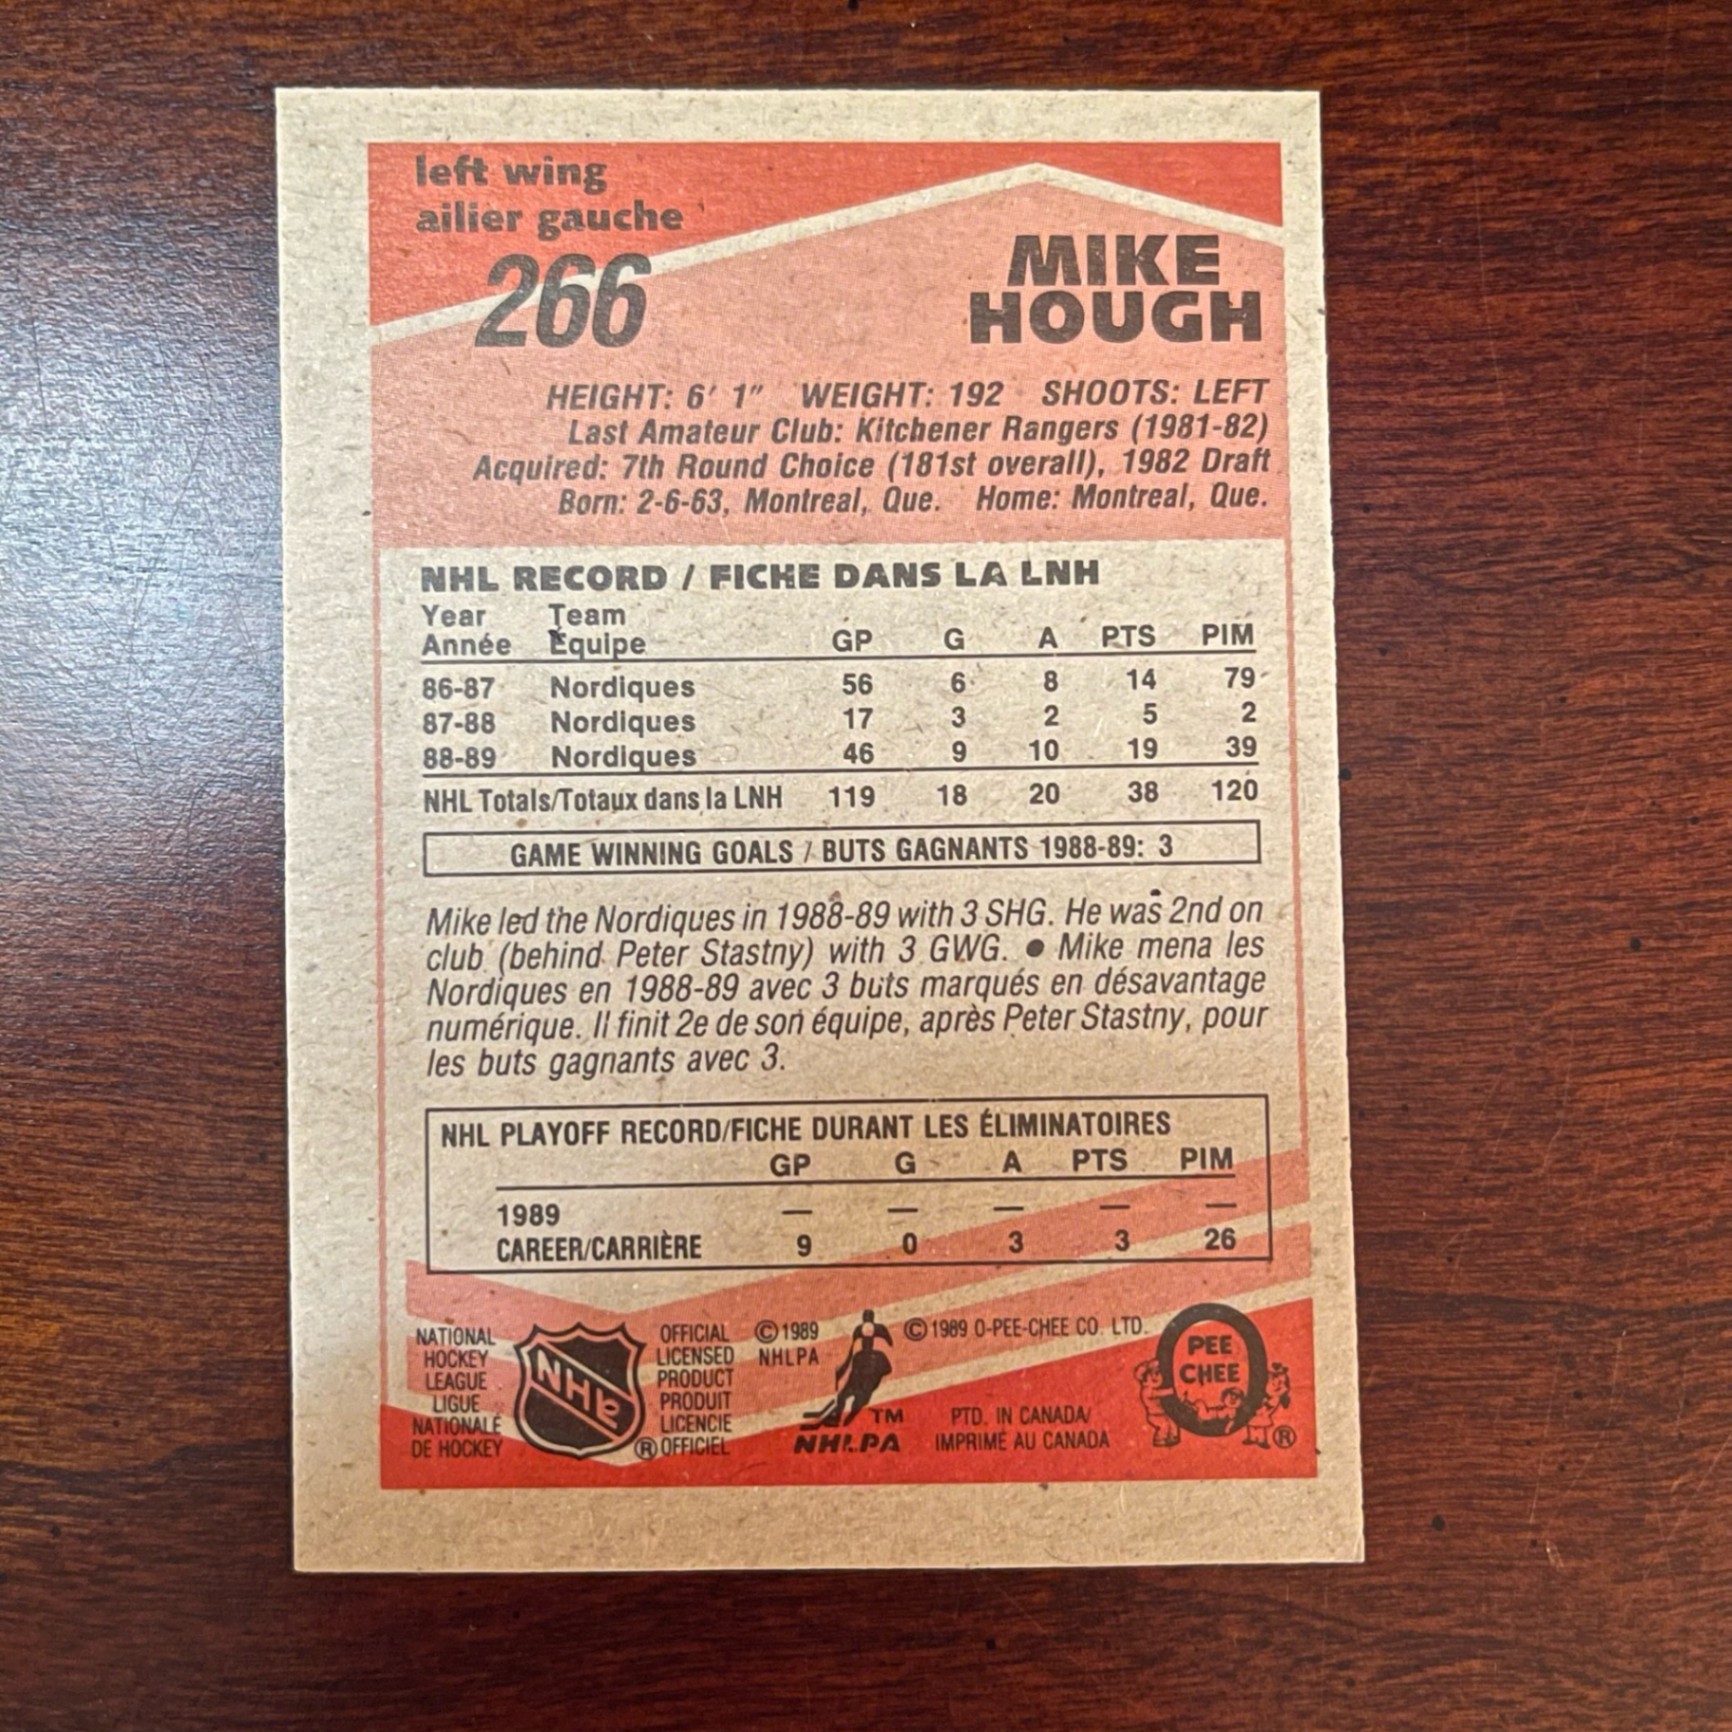 left wing
ailier gauche
266
MIKE
HOUGH
HEIGHT: 6' 1" WEIGHT: 192 SHOOTS: LEFT
Last Amateur Club: Kitchener Rangers (1981-82)
Acquired: 7th Round Choice (181st overall), 1982 Draft
Born: 2-6-63, Montreal, Que. Home: Montreal, Que.
NHL RECORD / FICHE DANS LA LNH
Year Team
Année Équipe GP G A PTS PIM
86-87 Nordiques 56 6 8 14 79
87-88 Nordiques 17 3 2 5 2
88-89 Nordiques 46 9 10 19 39
NHL Totals/Totaux dans la LNH 119 18 20 38 120
GAME WINNING GOALS / BUTS GAGNANTS 1988-89: 3
Mike led the Nordiques in 1988-89 with 3 SHG. He was 2nd on
club (behind Peter Stastny) with 3 GWG. ● Mike mena les
Nordiques en 1988-89 avec 3 buts marqués en désavantage
numérique. Il finit 2e de son équipe, après Peter Stastny, pour
les buts gagnants avec 3.
NHL PLAYOFF RECORD/FICHE DURANT LES ÉLIMINATOIRES
GP G A PTS PIM
1989 — — — — —
CAREER/CARRIÈRE 9 0 3 3 26
NATIONAL
HOCKEY
LEAGUE
LIGUE
NATIONALE
DE HOCKEY
NHL
®
OFFICIAL
LICENSED
PRODUCT
PRODUIT
LICENCIE
OFFICIEL
©1989
NHLPA
TM
NHLPA
©1989 O-PEE-CHEE CO. LTD.
PTD. IN CANADA/
IMPRIMÉ AU CANADA
O
PEE
CHEE
®